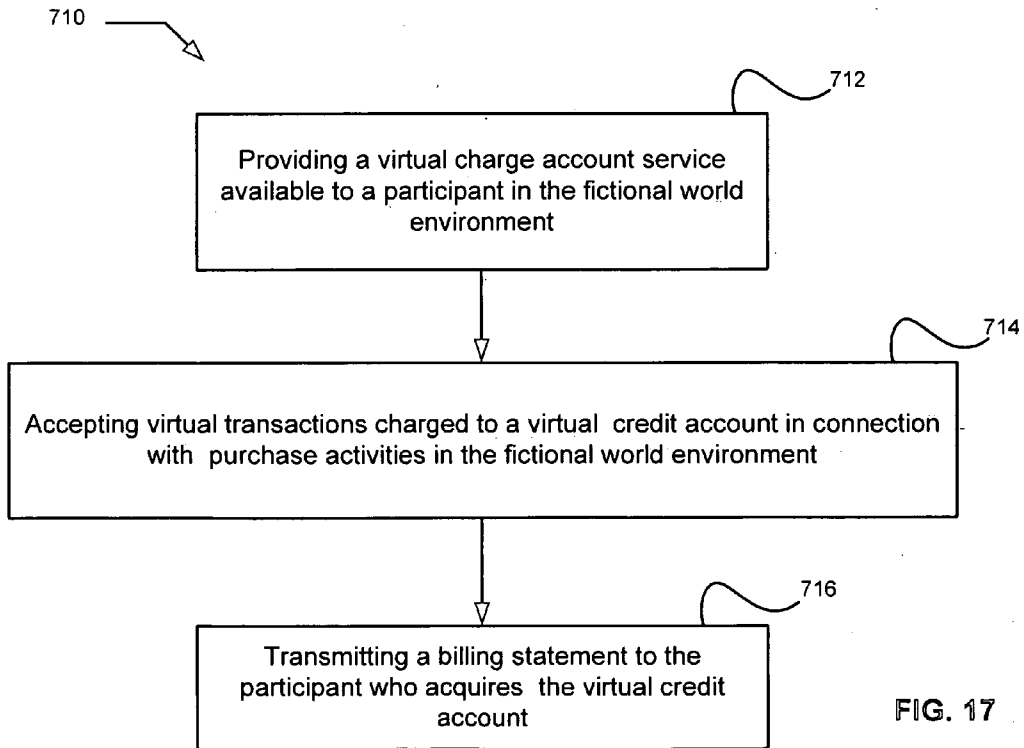 710
712
Providing a virtual charge account service
available to a participant in the fictional world
environment
714
Accepting virtual transactions charged to a virtual credit account in connection
with purchase activities in the fictional world environment
716
Transmitting a billing statement to the
participant who acquires the virtual credit
account
FIG. 17